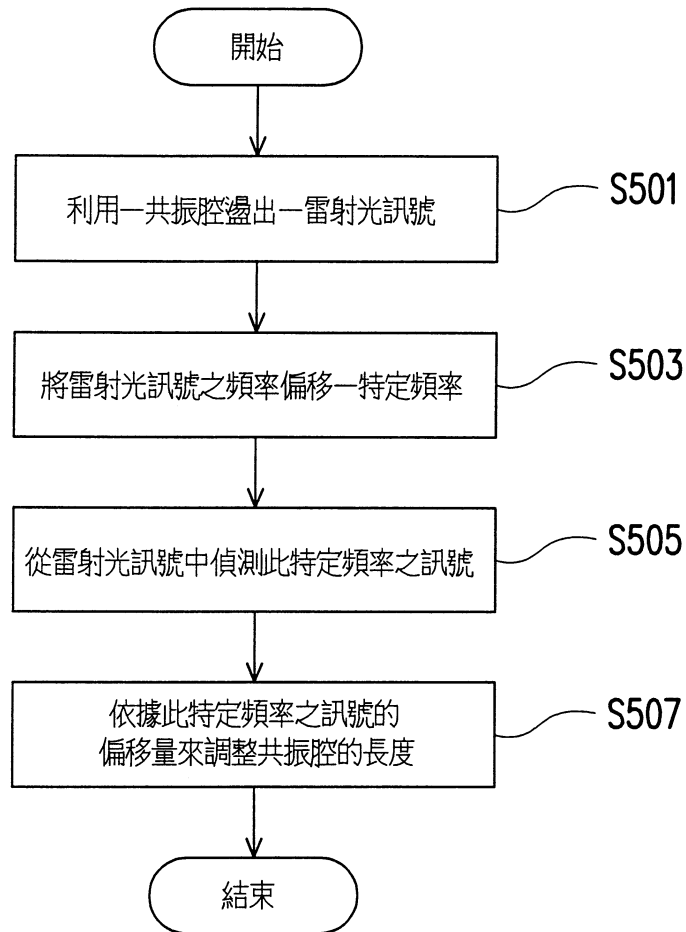 開始
利用一共振腔盪出一雷射光訊號
S501
將雷射光訊號之頻率偏移一特定頻率
S503
從雷射光訊號中偵測此特定頻率之訊號
S505
依據此特定頻率之訊號的
偏移量來調整共振腔的長度
S507
結束